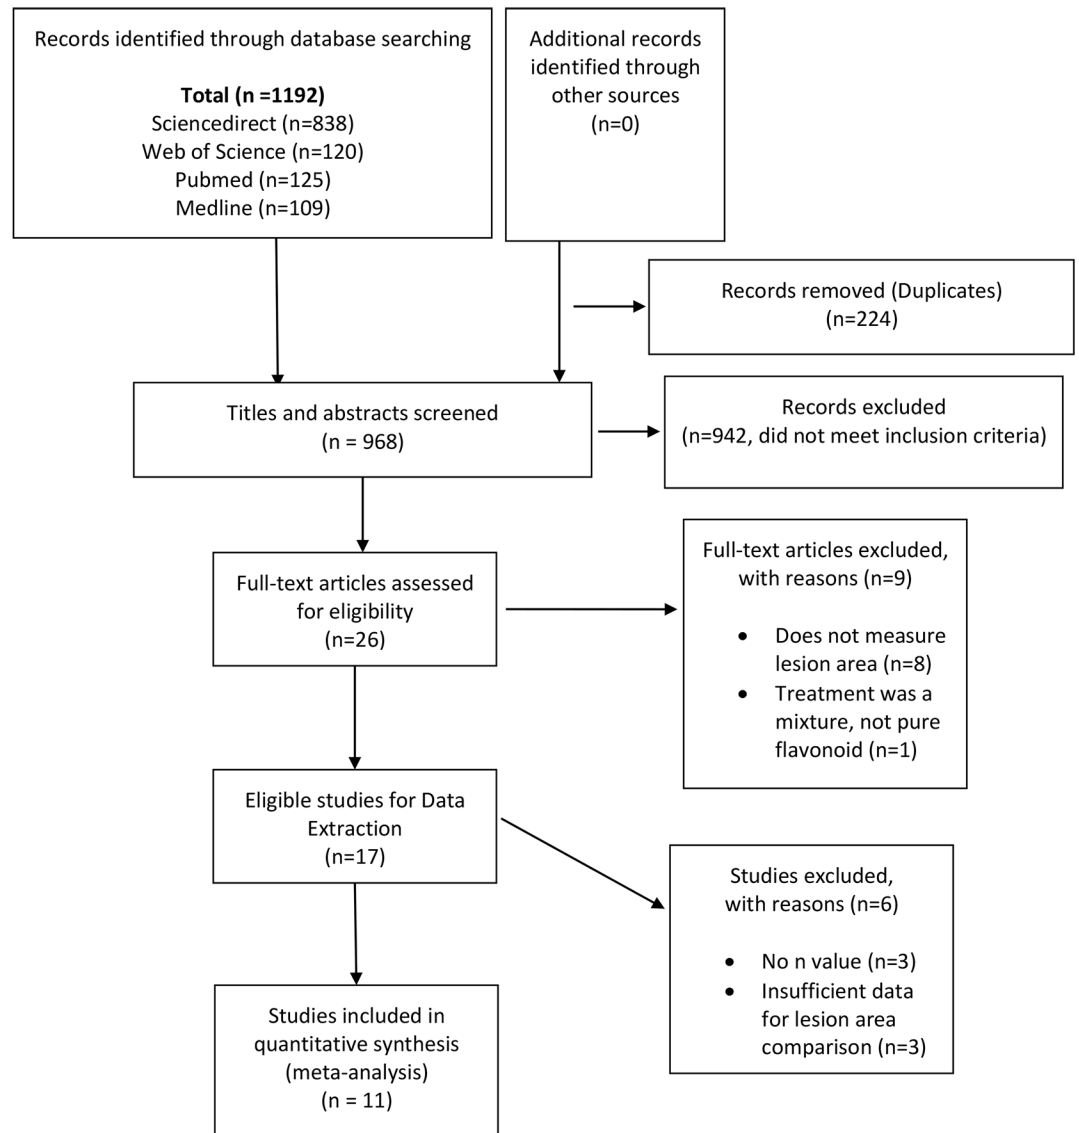 Records identified through database searching
Total (n =1192)
Sciencedirect (n=838)
Web of Science (n=120)
Pubmed (n=125)
Medline (n=109)
Additional records
identified through
other sources
(n=0)
Records removed (Duplicates)
(n=224)
Titles and abstracts screened
(n = 968)
Records excluded
(n=942, did not meet inclusion criteria)
Full-text articles assessed
for eligibility
(n=26)
Full-text articles excluded,
with reasons (n=9)
• Does not measure
lesion area (n=8)
• Treatment was a
mixture, not pure
flavonoid (n=1)
Eligible studies for Data
Extraction
(n=17)
Studies excluded,
with reasons (n=6)
• No n value (n=3)
• Insufficient data
for lesion area
comparison (n=3)
Studies included in
quantitative synthesis
(meta-analysis)
(n = 11)